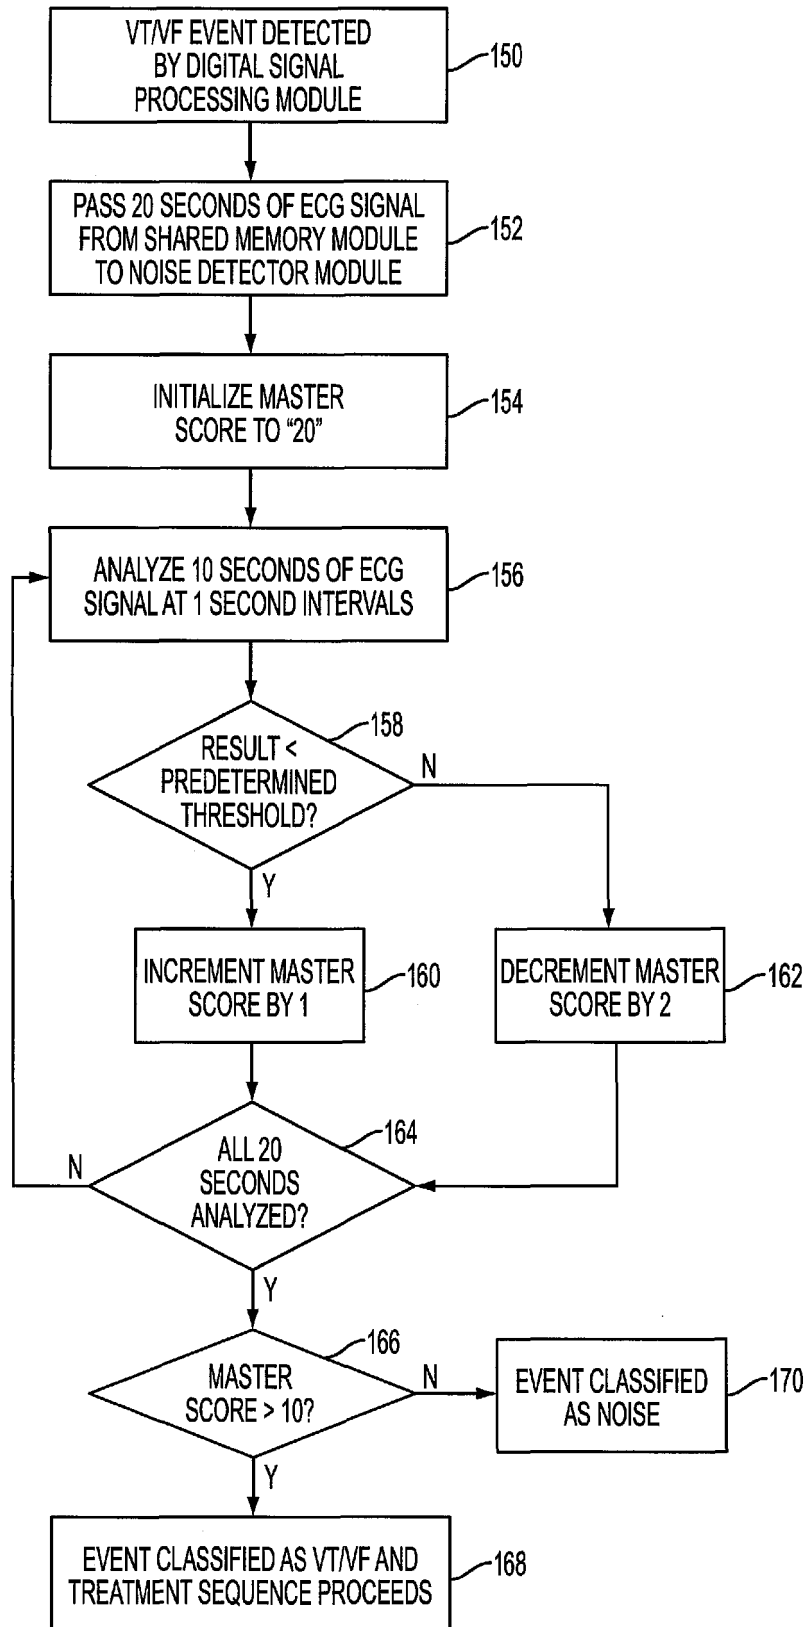 VT/VF EVENT DETECTED
BY DIGITAL SIGNAL
PROCESSING MODULE
150
PASS 20 SECONDS OF ECG SIGNAL
FROM SHARED MEMORY MODULE
TO NOISE DETECTOR MODULE
152
INITIALIZE MASTER
SCORE TO “20”
154
ANALYZE 10 SECONDS OF ECG
SIGNAL AT 1 SECOND INTERVALS
156
158
RESULT <
PREDETERMINED
THRESHOLD?
N
Y
INCREMENT MASTER
SCORE BY 1
160
DECREMENT MASTER
SCORE BY 2
162
164
ALL 20
SECONDS
ANALYZED?
N
Y
166
MASTER
SCORE > 10?
N
EVENT CLASSIFIED
AS NOISE
170
Y
EVENT CLASSIFIED AS VT/VF AND
TREATMENT SEQUENCE PROCEEDS
168